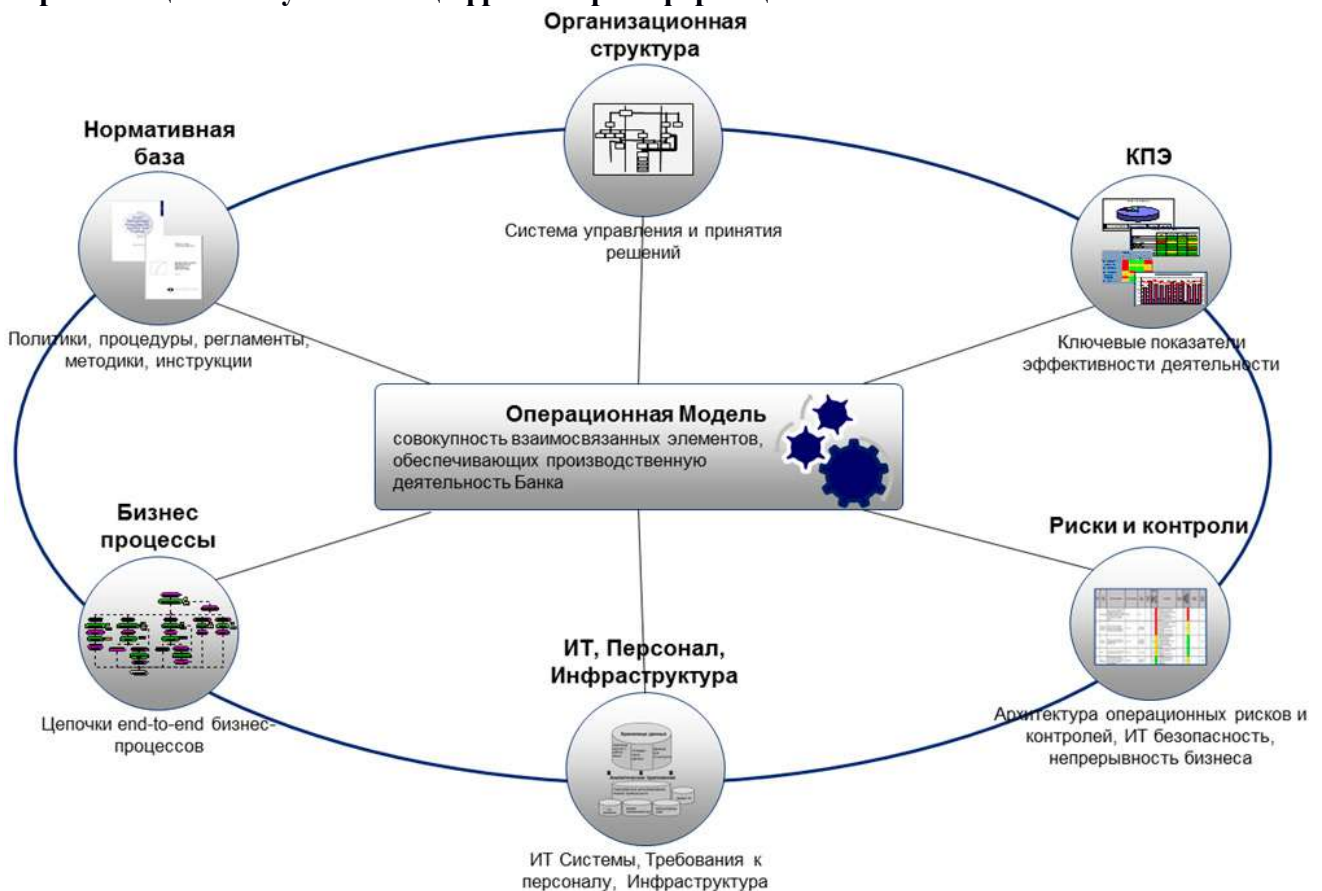 Организационная
структура
Нормативная
база
КПЭ
Система управления и принятия
решений
Политики, процедуры, регламенты,
методики, инструкции
Ключевые показатели
эффективности деятельности
Операционная Модель
совокупность взаимосвязанных элементов,
обеспечивающих производственную
деятельность Банка
Бизнес
процессы
Риски и контроли
ИТ, Персонал,
Инфраструктура
Цепочки end-to-end бизнес-
процессов
Архитектура операционных рисков и
контролей, ИТ безопасность,
непрерывность бизнеса
ИТ Системы, Требования к
персоналу, Инфраструктура